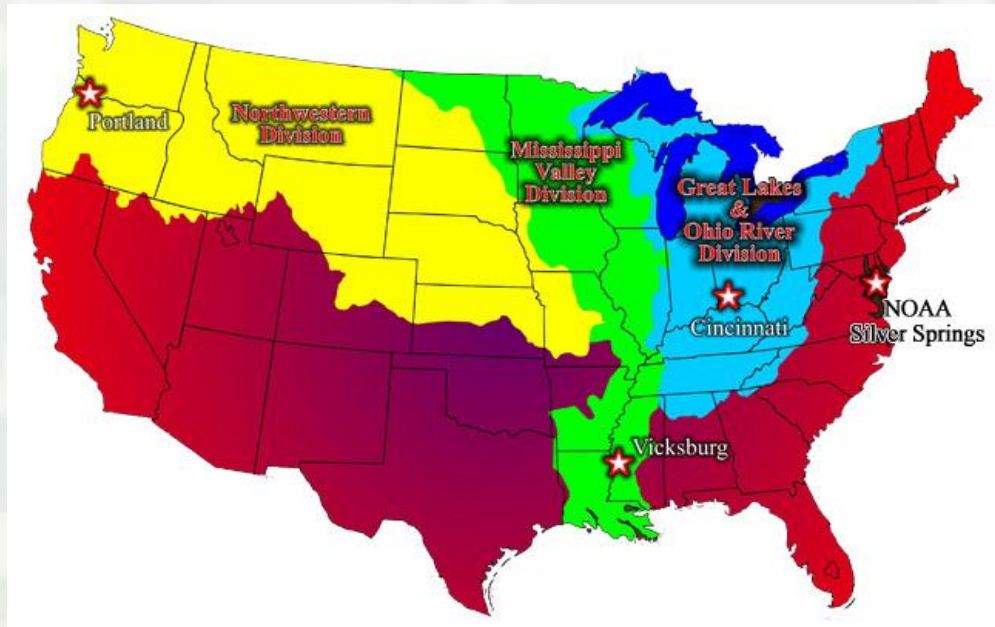 Portland
Northwestern
Division
Mississippi
Valley
Division
Great Lakes
&
Ohio River
Division
Cincinnati
NOAA
Silver Springs
Vicksburg